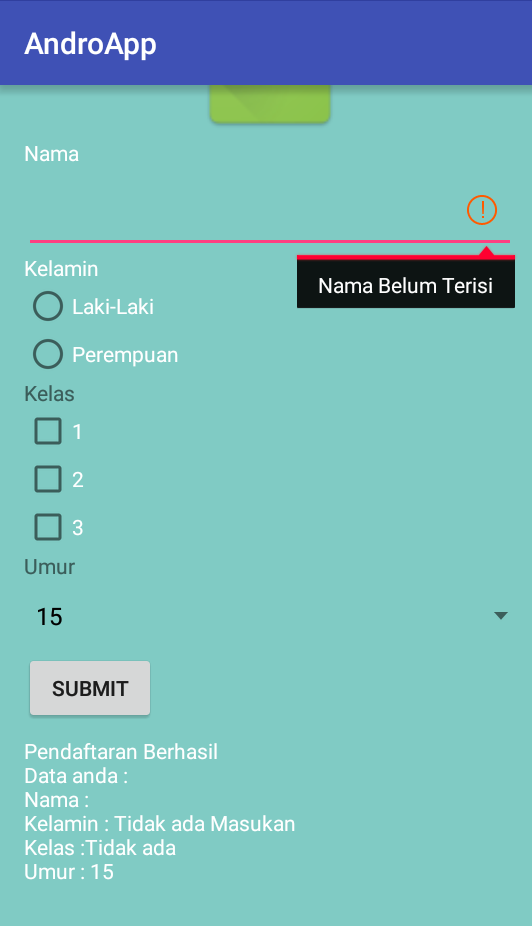 AndroApp
Nama
Nama Belum Terisi
Kelamin
Laki-Laki
Perempuan
Kelas
1
2
3
Umur
15
SUBMIT
Pendaftaran Berhasil
Data anda :
Nama :
Kelamin : Tidak ada Masukan
Kelas :Tidak ada
Umur : 15